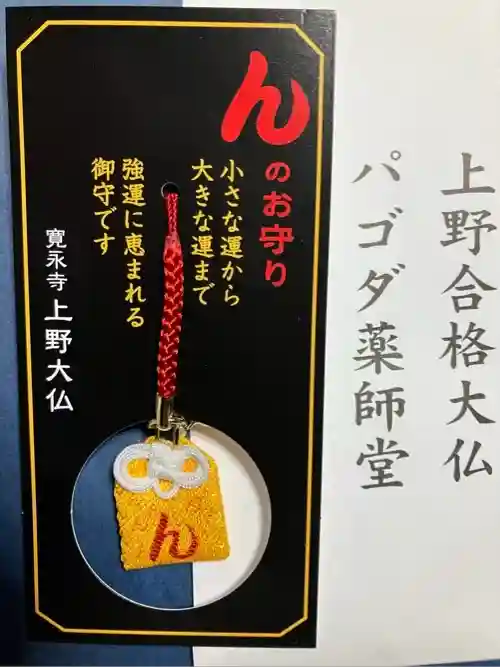 上野合格大仏
パゴダ薬師堂
んのお守り
小さな運から
大きな運まで
強運に恵まれる
御守です
寛永寺 上野大仏
ん